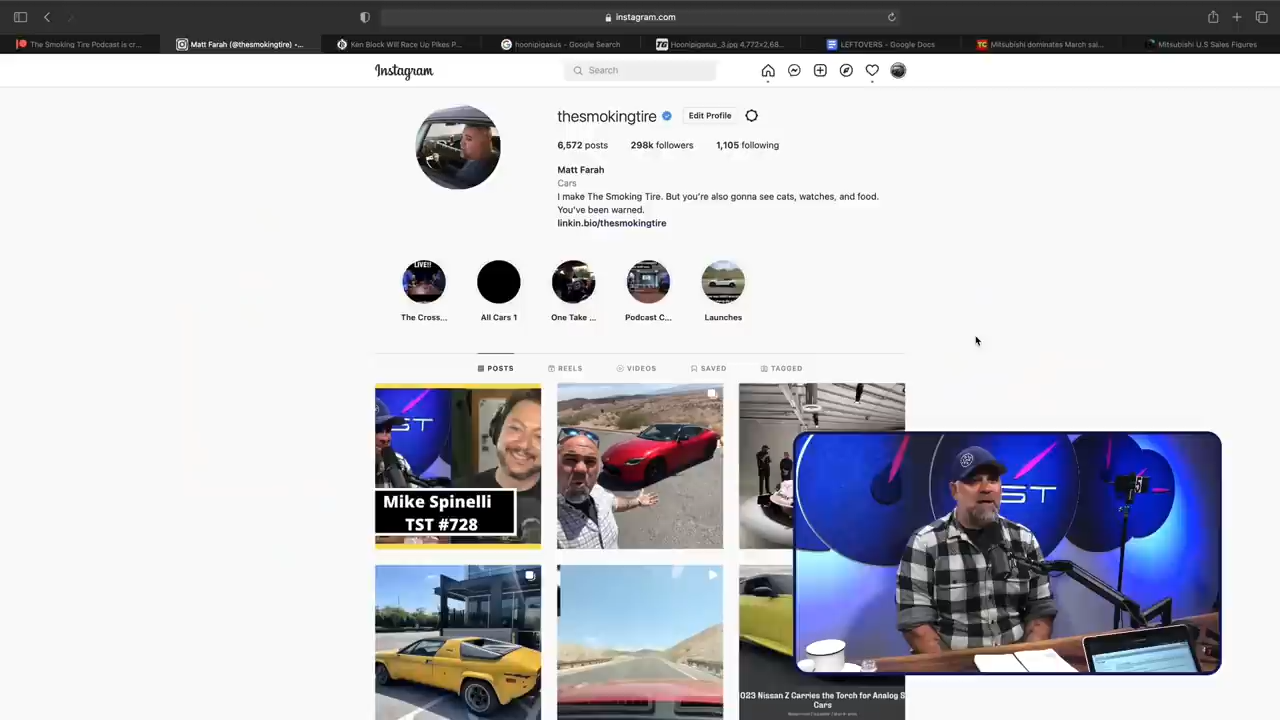 instagram.com
The Smoking Tire Podcast is cr...
Matt Farah (@thesmokingtire) •...
Ken Block Will Race Up Pikes P...
hoonipigasus - Google Search
Hoonipigasus_3.jpg 4,772×2,68...
LEFTOVERS - Google Docs
Mitsubishi dominates March sal...
Mitsubishi U.S Sales Figures
Instagram
Search
thesmokingtire
Edit Profile
6,572 posts 298k followers 1,105 following
Matt Farah
Cars
I make The Smoking Tire. But you're also gonna see cats, watches, and food.
You've been warned.
linkin.bio/thesmokingtire
LIVE!!
The Cross...
All Cars 1
One Take ...
Podcast C...
Launches
POSTS
REELS
VIDEOS
SAVED
TAGGED
ST
Mike Spinelli
TST #728
ST
023 Nissan Z Carries the Torch for Analog S
Cars